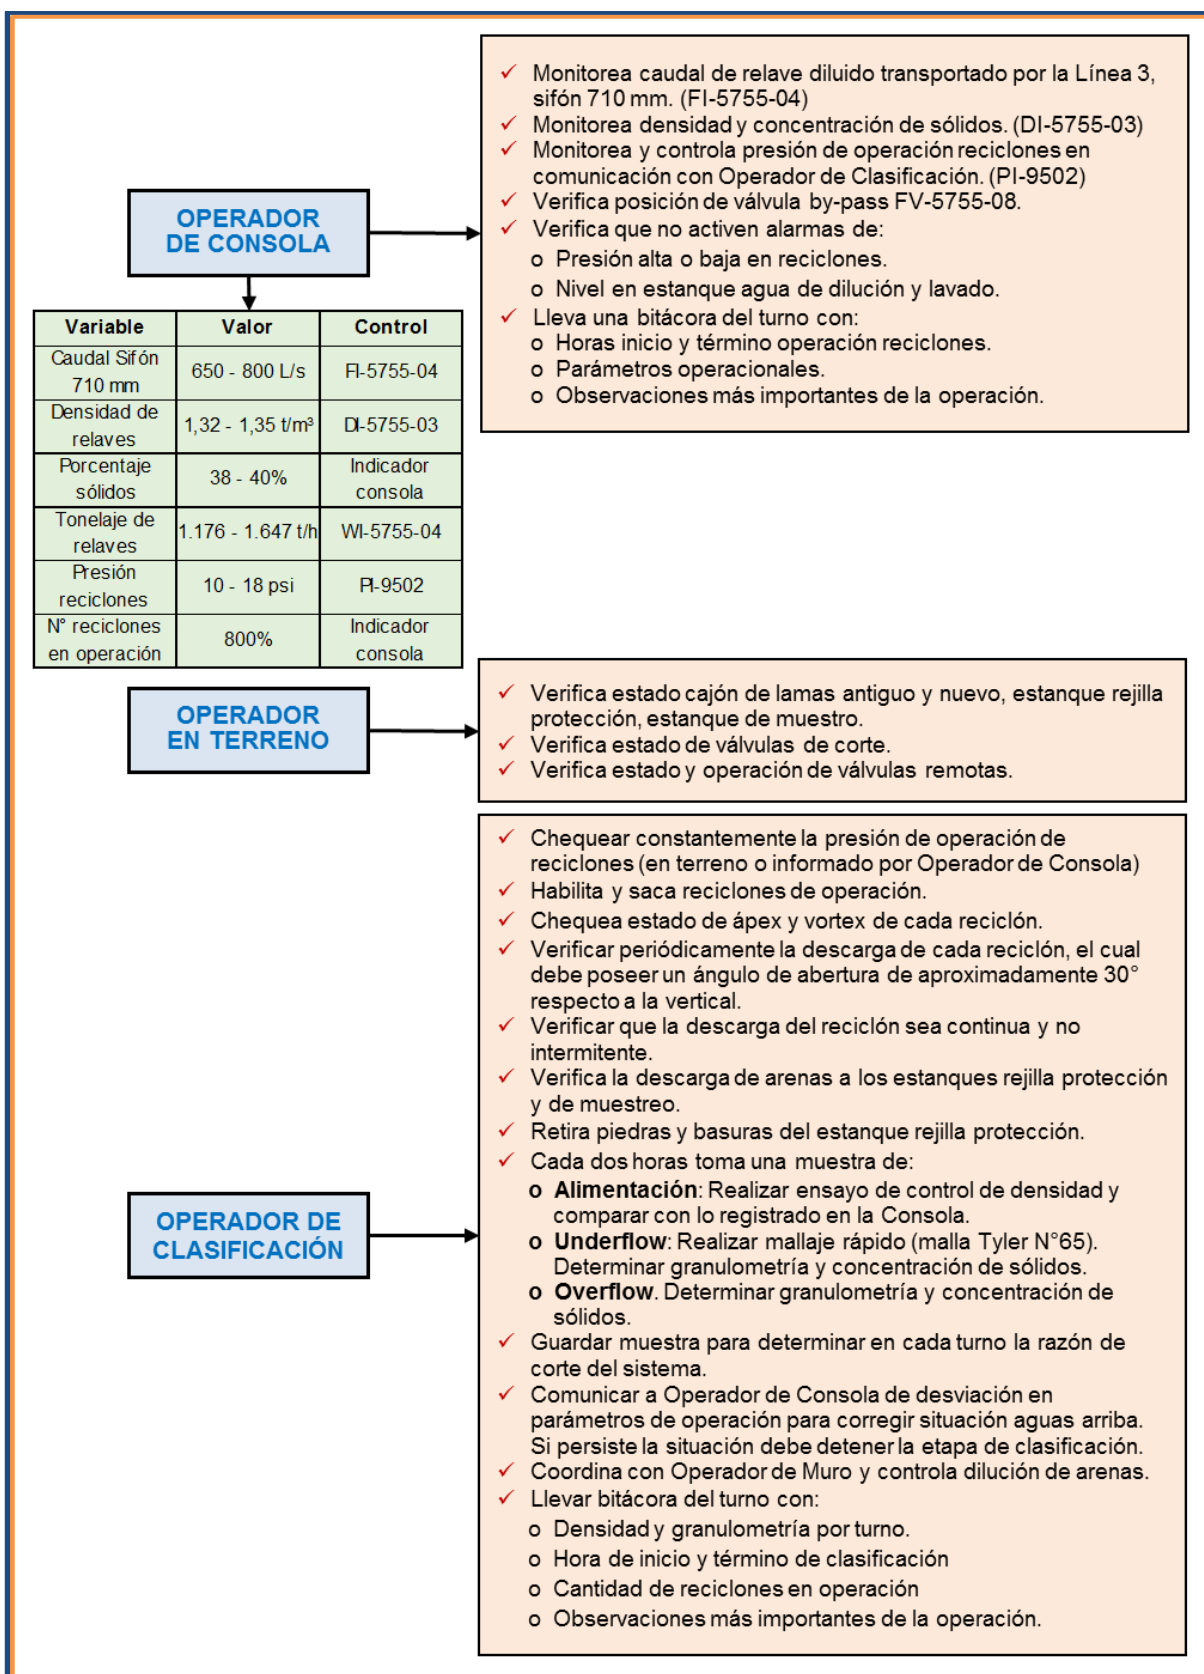 ✓ Monitorea caudal de relave diluido transportado por la Línea 3,
sifón 710 mm. (FI-5755-04)
✓ Monitorea densidad y concentración de sólidos. (DI-5755-03)
✓ Monitorea y controla presión de operación reciclones en
comunicación con Operador de Clasificación. (PI-9502)
✓ Verifica posición de válvula by-pass FV-5755-08.
✓ Verifica que no activen alarmas de:
o Presión alta o baja en reciclones.
o Nivel en estanque agua de dilución y lavado.
✓ Lleva una bitácora del turno con:
o Horas inicio y término operación reciclones.
o Parámetros operacionales.
o Observaciones más importantes de la operación.
OPERADOR
DE CONSOLA
Variable Valor Control
Caudal Sifón
710 mm 650 - 800 L/s FI-5755-04
Densidad de
relaves 1,32 - 1,35 t/m³ DI-5755-03
Porcentaje
sólidos 38 - 40% Indicador
consola
Tonelaje de
relaves 1.176 - 1.647 t/h WI-5755-04
Presión
reciclones 10 - 18 psi PI-9502
N° reciclones
en operación 800% Indicador
consola
OPERADOR
EN TERRENO
✓ Verifica estado cajón de lamas antiguo y nuevo, estanque rejilla
protección, estanque de muestro.
✓ Verifica estado de válvulas de corte.
✓ Verifica estado y operación de válvulas remotas.
OPERADOR DE
CLASIFICACIÓN
✓ Chequear constantemente la presión de operación de
reciclones (en terreno o informado por Operador de Consola)
✓ Habilita y saca reciclones de operación.
✓ Chequea estado de ápex y vortex de cada reciclón.
✓ Verificar periódicamente la descarga de cada reciclón, el cual
debe poseer un ángulo de abertura de aproximadamente 30°
respecto a la vertical.
✓ Verificar que la descarga del reciclón sea continua y no
intermitente.
✓ Verifica la descarga de arenas a los estanques rejilla protección
y de muestreo.
✓ Retira piedras y basuras del estanque rejilla protección.
✓ Cada dos horas toma una muestra de:
o Alimentación: Realizar ensayo de control de densidad y
comparar con lo registrado en la Consola.
o Underflow: Realizar mallaje rápido (malla Tyler N°65).
Determinar granulometría y concentración de sólidos.
o Overflow. Determinar granulometría y concentración de
sólidos.
✓ Guardar muestra para determinar en cada turno la razón de
corte del sistema.
✓ Comunicar a Operador de Consola de desviación en
parámetros de operación para corregir situación aguas arriba.
Si persiste la situación debe detener la etapa de clasificación.
✓ Coordina con Operador de Muro y controla dilución de arenas.
✓ Llevar bitácora del turno con:
o Densidad y granulometría por turno.
o Hora de inicio y término de clasificación
o Cantidad de reciclones en operación
o Observaciones más importantes de la operación.